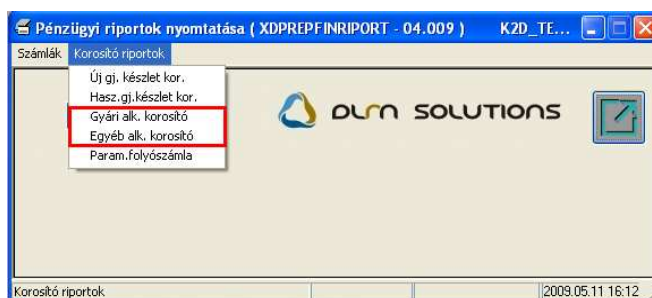 Pénzügyi riportok nyomtatása ( XDPREPFINRIPORT - 04.009 ) K2D_TE...
Számlák Korosító riportok
Új gj. készlet kor.
Hasz.gj.készlet kor.
Gyári alk. korosító
Egyéb alk. korosító
Param.folyószámla
DLRN SOLUTIONS
Korosító riportok 2009.05.11 16:12